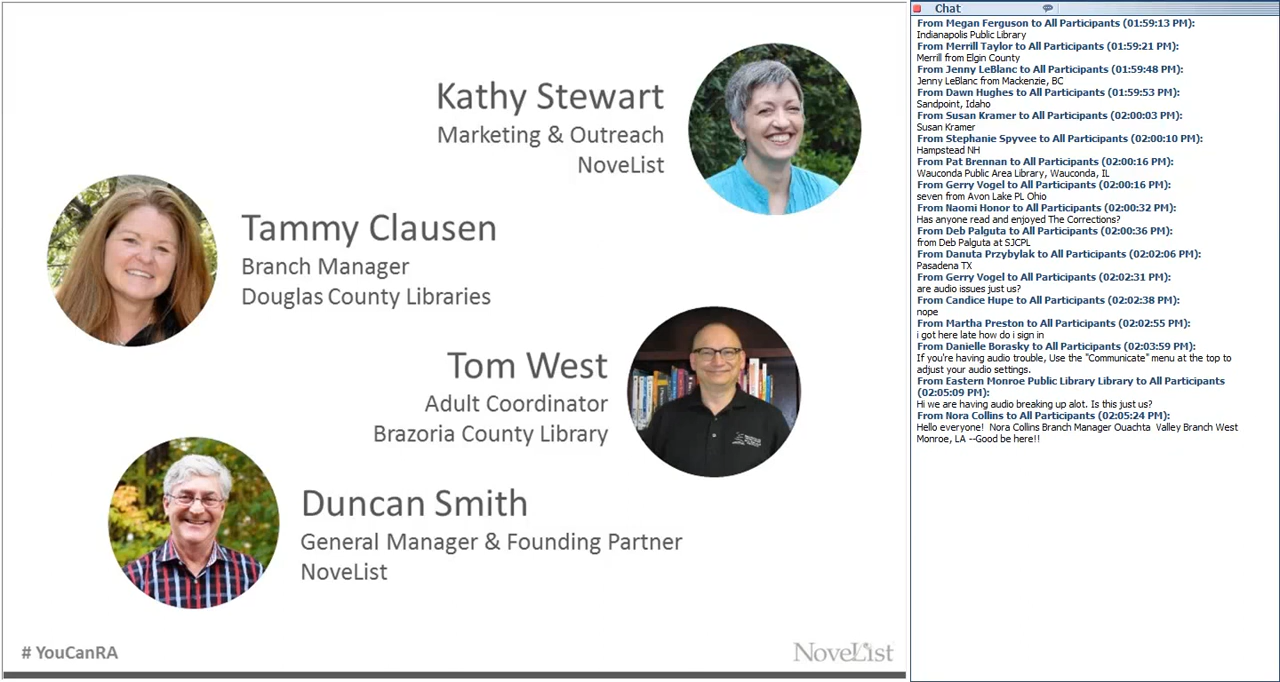 Kathy Stewart
Marketing & Outreach
NoveList
Tammy Clausen
Branch Manager
Douglas County Libraries
Tom West
Adult Coordinator
Brazoria County Library
Duncan Smith
General Manager & Founding Partner
NoveList
# YouCanRA
NoveList
Chat
From Megan Ferguson to All Participants (01:59:13 PM):
Indianapolis Public Library
From Merrill Taylor to All Participants (01:59:21 PM):
Merrill from Elgin County
From Jenny LeBlanc to All Participants (01:59:48 PM):
Jenny LeBlanc from Mackenzie, BC
From Dawn Hughes to All Participants (01:59:53 PM):
Sandpoint, Idaho
From Susan Kramer to All Participants (02:00:03 PM):
Susan Kramer
From Stephanie Spyvee to All Participants (02:00:10 PM):
Hampstead NH
From Pat Brennan to All Participants (02:00:16 PM):
Wauconda Public Area Library, Wauconda, IL
From Gerry Vogel to All Participants (02:00:16 PM):
seven from Avon Lake PL Ohio
From Naomi Honor to All Participants (02:00:32 PM):
Has anyone read and enjoyed The Corrections?
From Deb Palguta to All Participants (02:00:36 PM):
from Deb Palguta at SJCPL
From Danuta Przybylak to All Participants (02:02:06 PM):
Pasadena TX
From Gerry Vogel to All Participants (02:02:31 PM):
are audio issues just us?
From Candice Hupe to All Participants (02:02:38 PM):
nope
From Martha Preston to All Participants (02:02:55 PM):
i got here late how do i sign in
From Danielle Borasky to All Participants (02:03:59 PM):
If you're having audio trouble, Use the "Communicate" menu at the top to
adjust your audio settings.
From Eastern Monroe Public Library Library to All Participants
(02:05:09 PM):
Hi we are having audio breaking up alot. Is this just us?
From Nora Collins to All Participants (02:05:24 PM):
Hello everyone!  Nora Collins Branch Manager Ouachta  Valley Branch West
Monroe, LA --Good be here!!